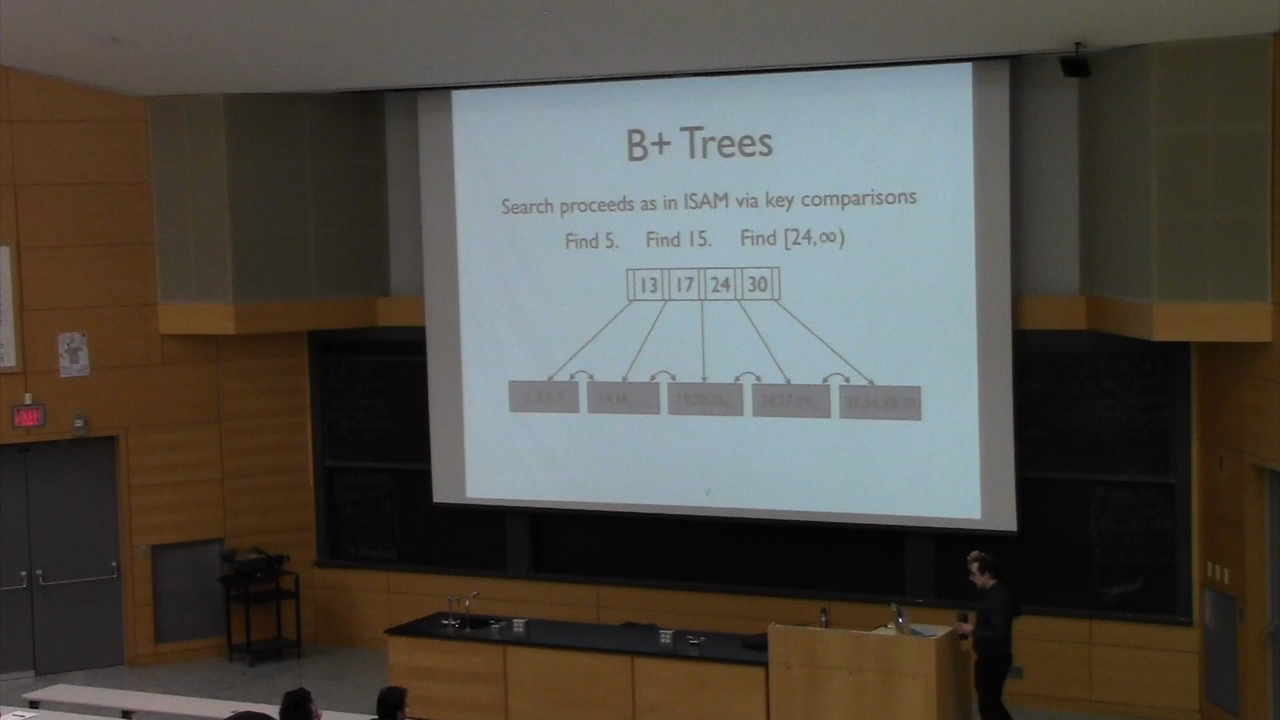 B+ Trees
Search proceeds as in ISAM via key comparisons
Find 5. Find 15. Find [24,∞)
13 17 24 30